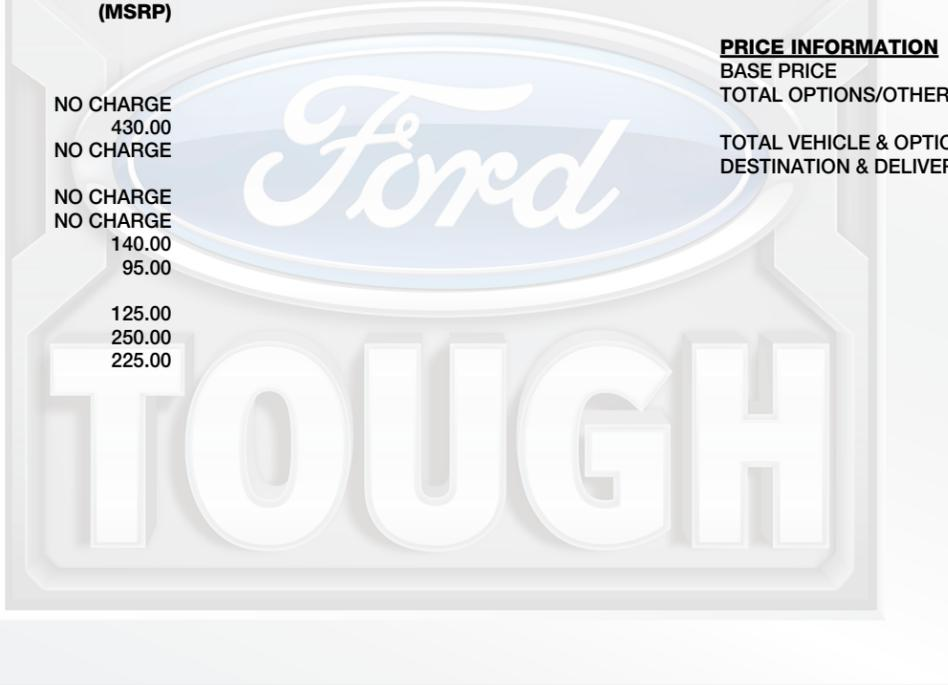 (MSRP)
NO CHARGE
430.00
NO CHARGE
NO CHARGE
NO CHARGE
140.00
95.00
125.00
250.00
225.00
PRICE INFORMATION
BASE PRICE
TOTAL OPTIONS/OTHER
TOTAL VEHICLE & OPTIO
DESTINATION & DELIVER
Ford
TOUGH